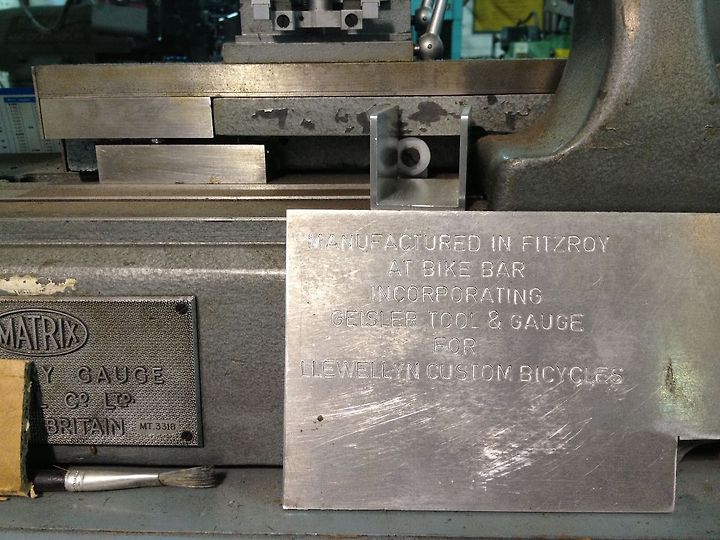 MANUFACTURED IN FITZROY
AT BIKE BAR
INCORPORATING
GEISLER TOOL & GAUGE
FOR
LLEWELLYN CUSTOM BICYCLES
MATRIX
Y GAUGE
L Co LTD
BRITAIN MT. 3318